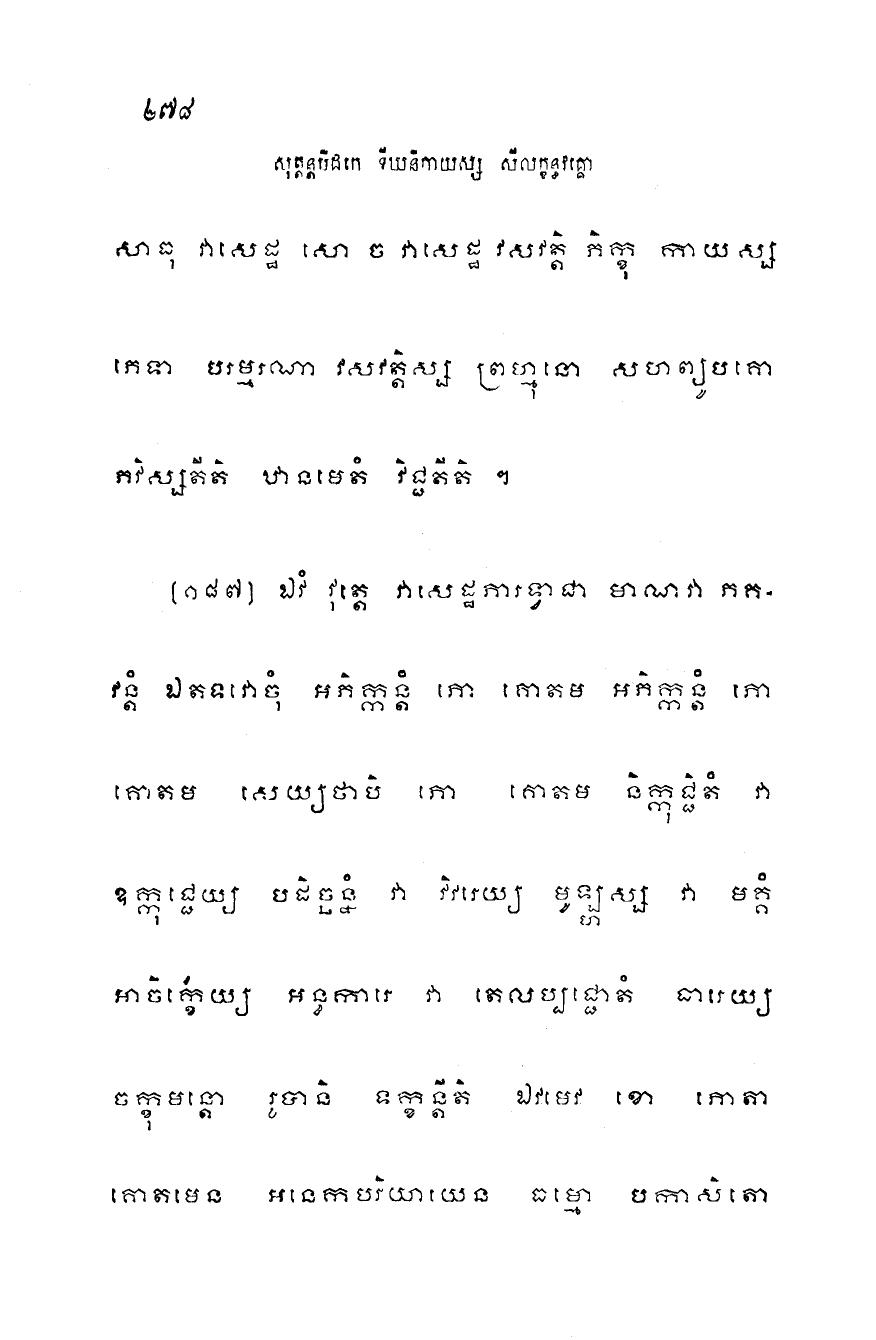 ២៧៨
សុត្តន្តបិដកេ ទីឃនិកាយស្ស សីលក្ខន្ធវគ្គោ
សាធុ វាសេដ្ឋ សោ ច វាសេដ្ឋ វសវត្តិ ភិក្ខុ កាយស្ស
ភេទា បរម្មរណា វសវត្តិស្ស ព្រហ្មុនោ សហព្យូបគោ
ភវិស្សតីតិ ឋានមេតំ វិជ្ជតីតិ ។
[១៨៧] ឯវំ វុត្តេ វាសេដ្ឋភារទ្វាជា មាណវា ភគ-
វន្តំ ឯតទវោចុំ អភិក្កន្តំ ភោ គោតម អភិក្កន្តំ ភោ
គោតម សេយ្យថាបិ ភោ គោតម និក្កុជ្ជិតំ វា
ឧក្កុជ្ជេយ្យ បដិច្ឆន្នំ វា វិវរេយ្យ មូឡ្ហស្ស វា មគ្គំ
អាចិក្ខេយ្យ អន្ធការេ វា តេលប្បជ្ជោតំ ធារេយ្យ
ចក្ខុមន្តោ រូបានិ ទក្ខន្តីតិ ឯវមេវ ខោ ភោតា
គោតមេន អនេកបរិយាយេន ធម្មោ បកាសិតោ